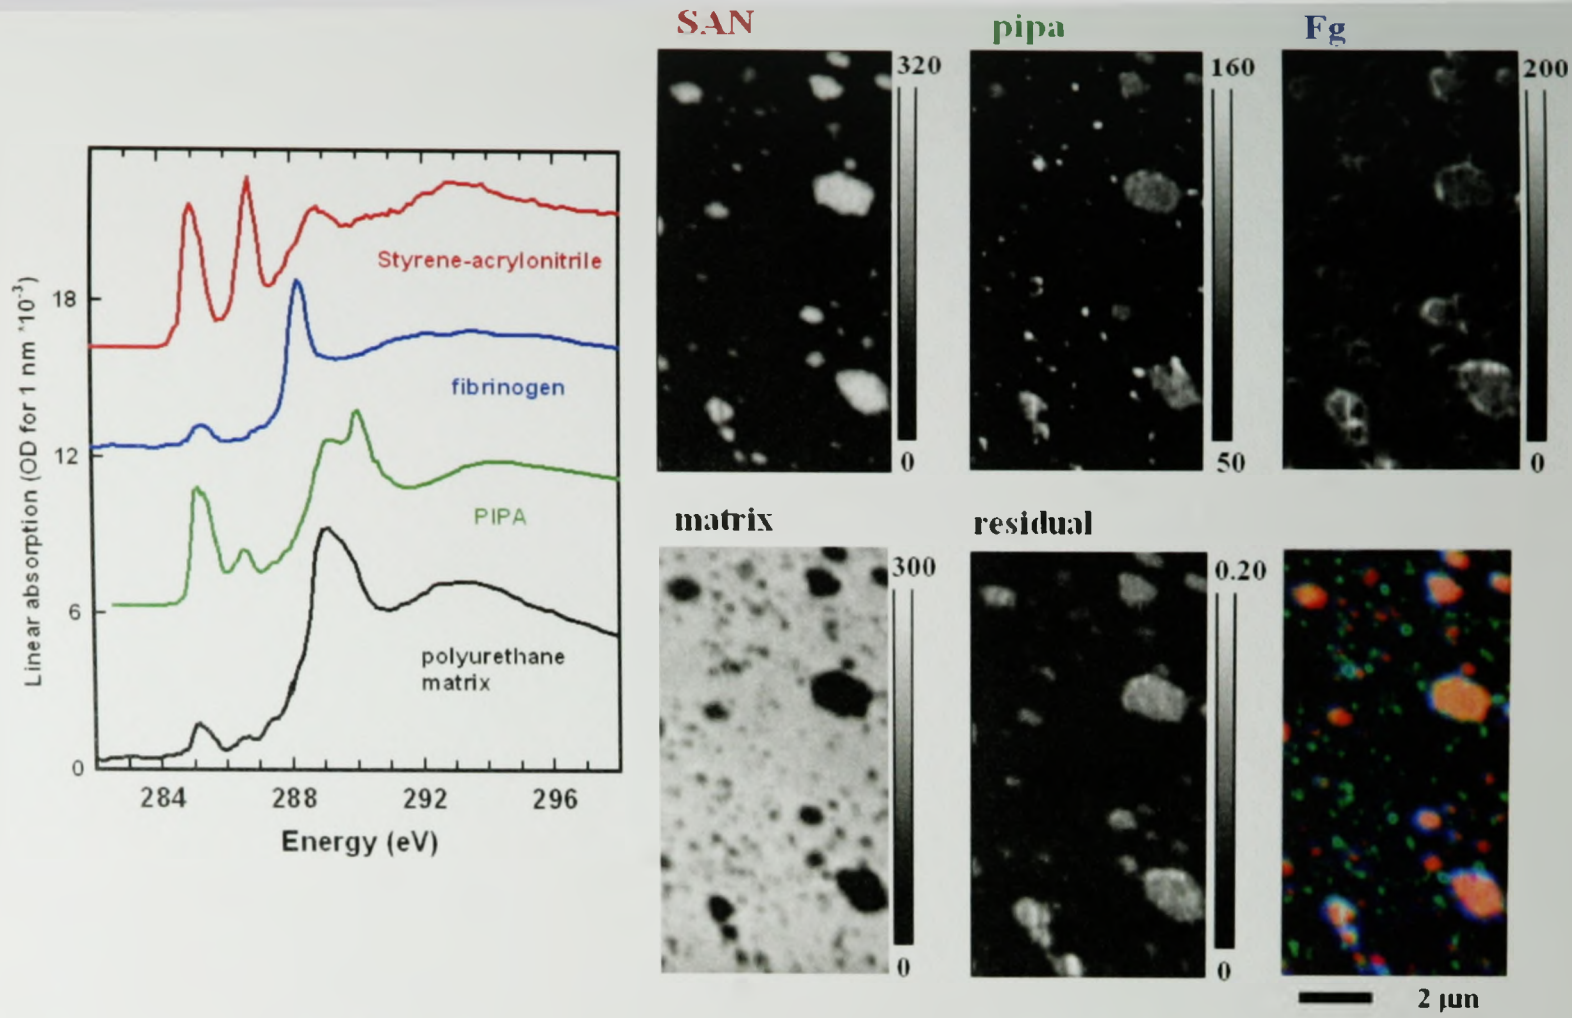 SAN
pipa
Fg
320
0
160
50
200
0
Linear absorption (OD for 1 nm *10⁻³)
18
12
6
0
Styrene-acrylonitrile
fibrinogen
PIPA
polyurethane
matrix
284
288
292
296
Energy (eV)
matrix
residual
300
0
0.20
0
2 μm